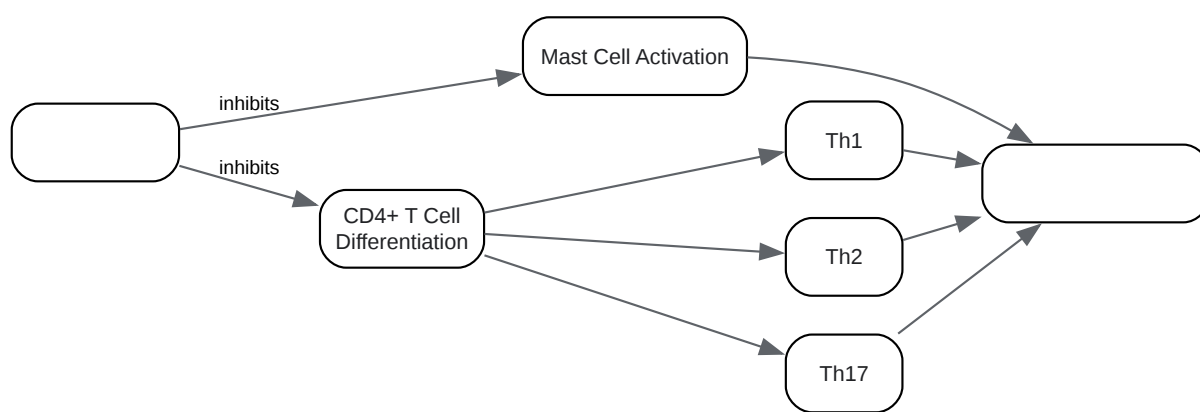 Mast Cell Activation
inhibits
Th1
inhibits
CD4+ T Cell
Differentiation
Th2
Th17